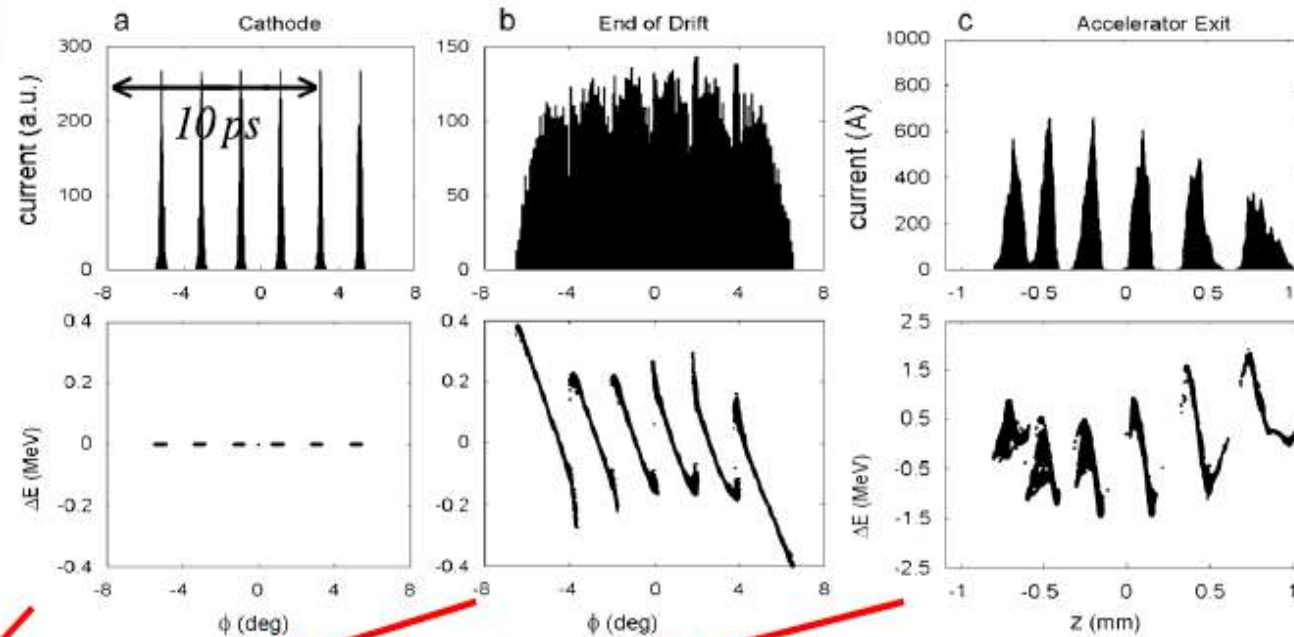 a Cathode
b End of Drift
c Accelerator Exit
300
200
100
0
current (a.u.)
10 ps
-8 -4 0 4 8
150
100
50
0
-8 -4 0 4 8
1000
800
600
400
200
0
current (A)
-1 -0.5 0 0.5 1
0.4
0.2
0
-0.2
-0.4
ΔE (MeV)
-8 -4 0 4 8
ϕ (deg)
0.4
0.2
0
-0.2
-0.4
-8 -4 0 4 8
ϕ (deg)
2.5
1.5
0.5
-0.5
-1.5
-2.5
ΔE (MeV)
-1 -0.5 0 0.5 1
Z (mm)